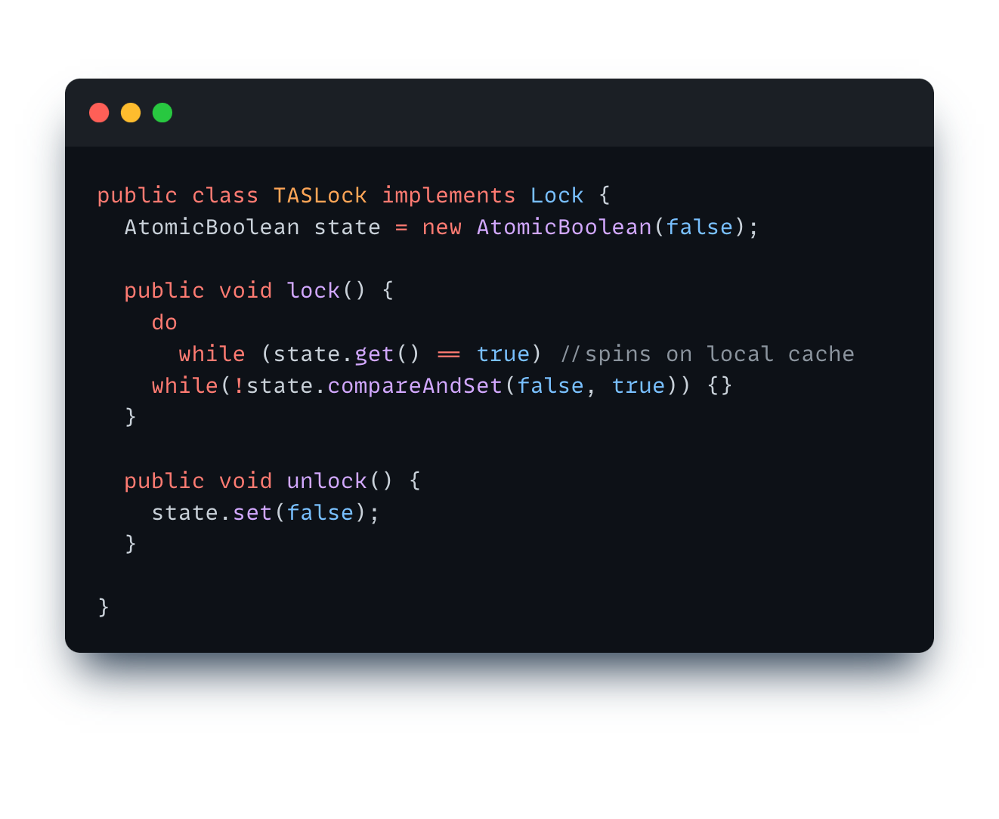 public class TASLock implements Lock {
  AtomicBoolean state = new AtomicBoolean(false);

  public void lock() {
    do
      while (state.get() == true) //spins on local cache
    while(!state.compareAndSet(false, true)) {}
  }

  public void unlock() {
    state.set(false);
  }

}